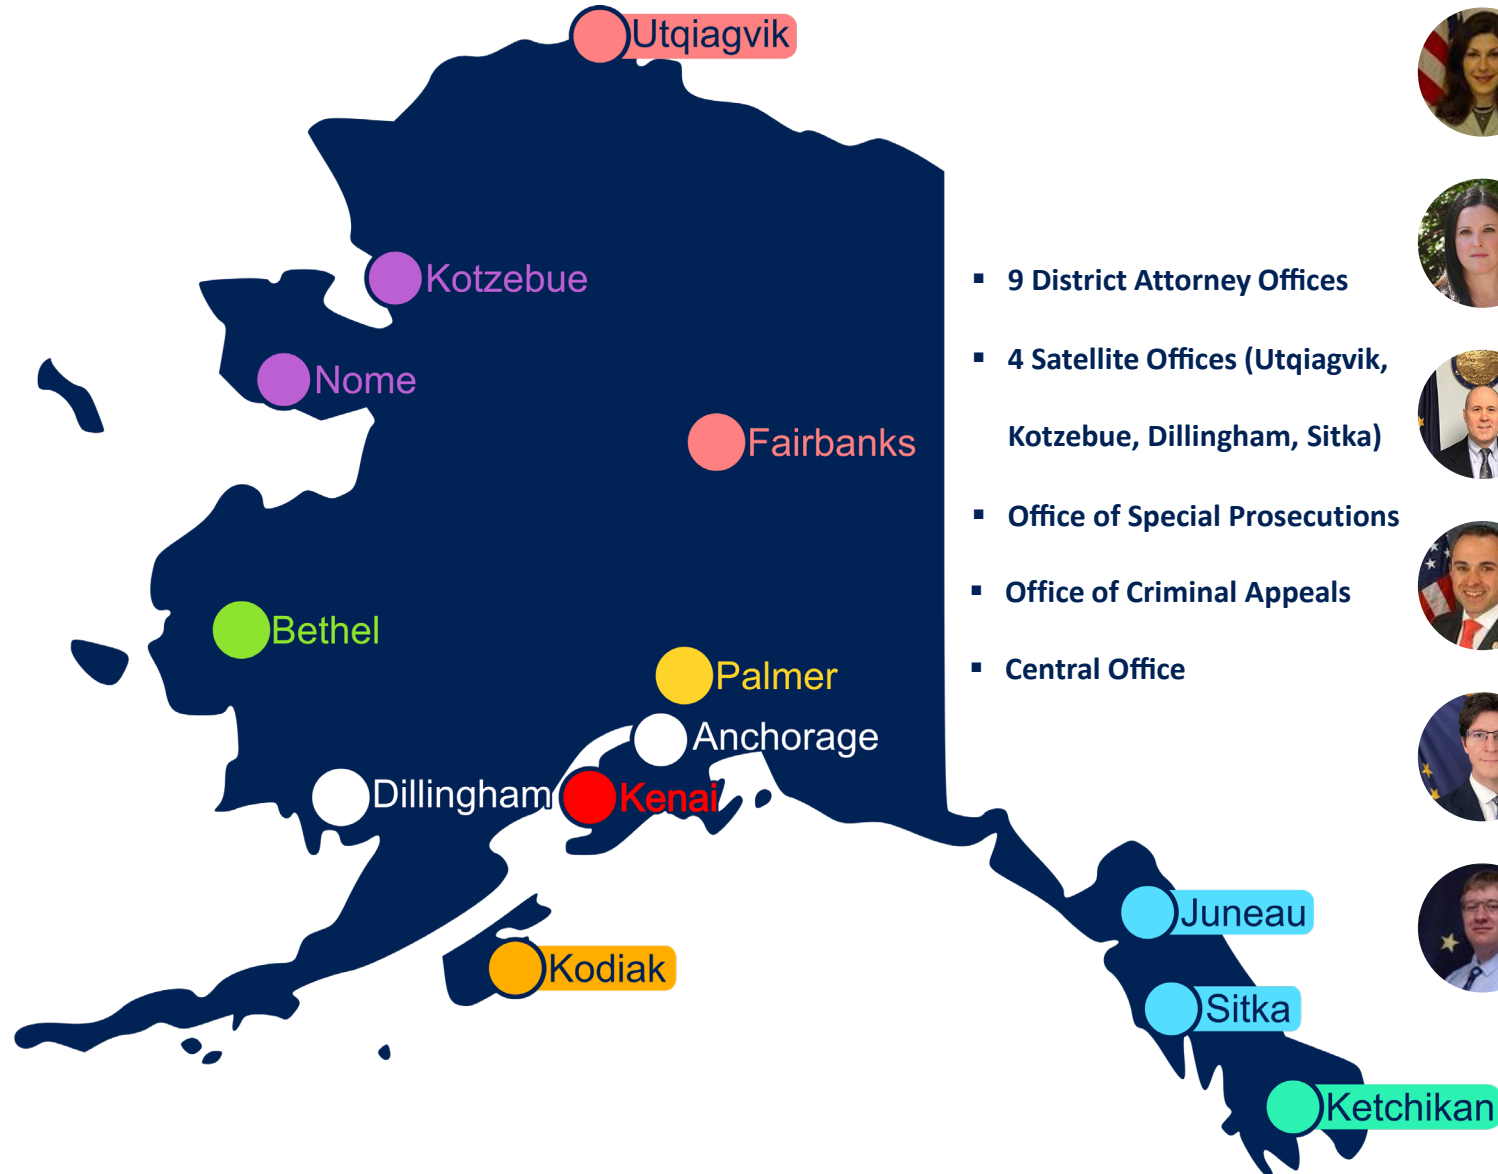 Utqiagvik
Kotzebue
Nome
Fairbanks
Bethel
Palmer
Anchorage
Dillingham
Kenai
Kodiak
Juneau
Sitka
Ketchikan
▪ 9 District Attorney Offices
▪ 4 Satellite Offices (Utqiagvik,
Kotzebue, Dillingham, Sitka)
▪ Office of Special Prosecutions
▪ Office of Criminal Appeals
▪ Central Office